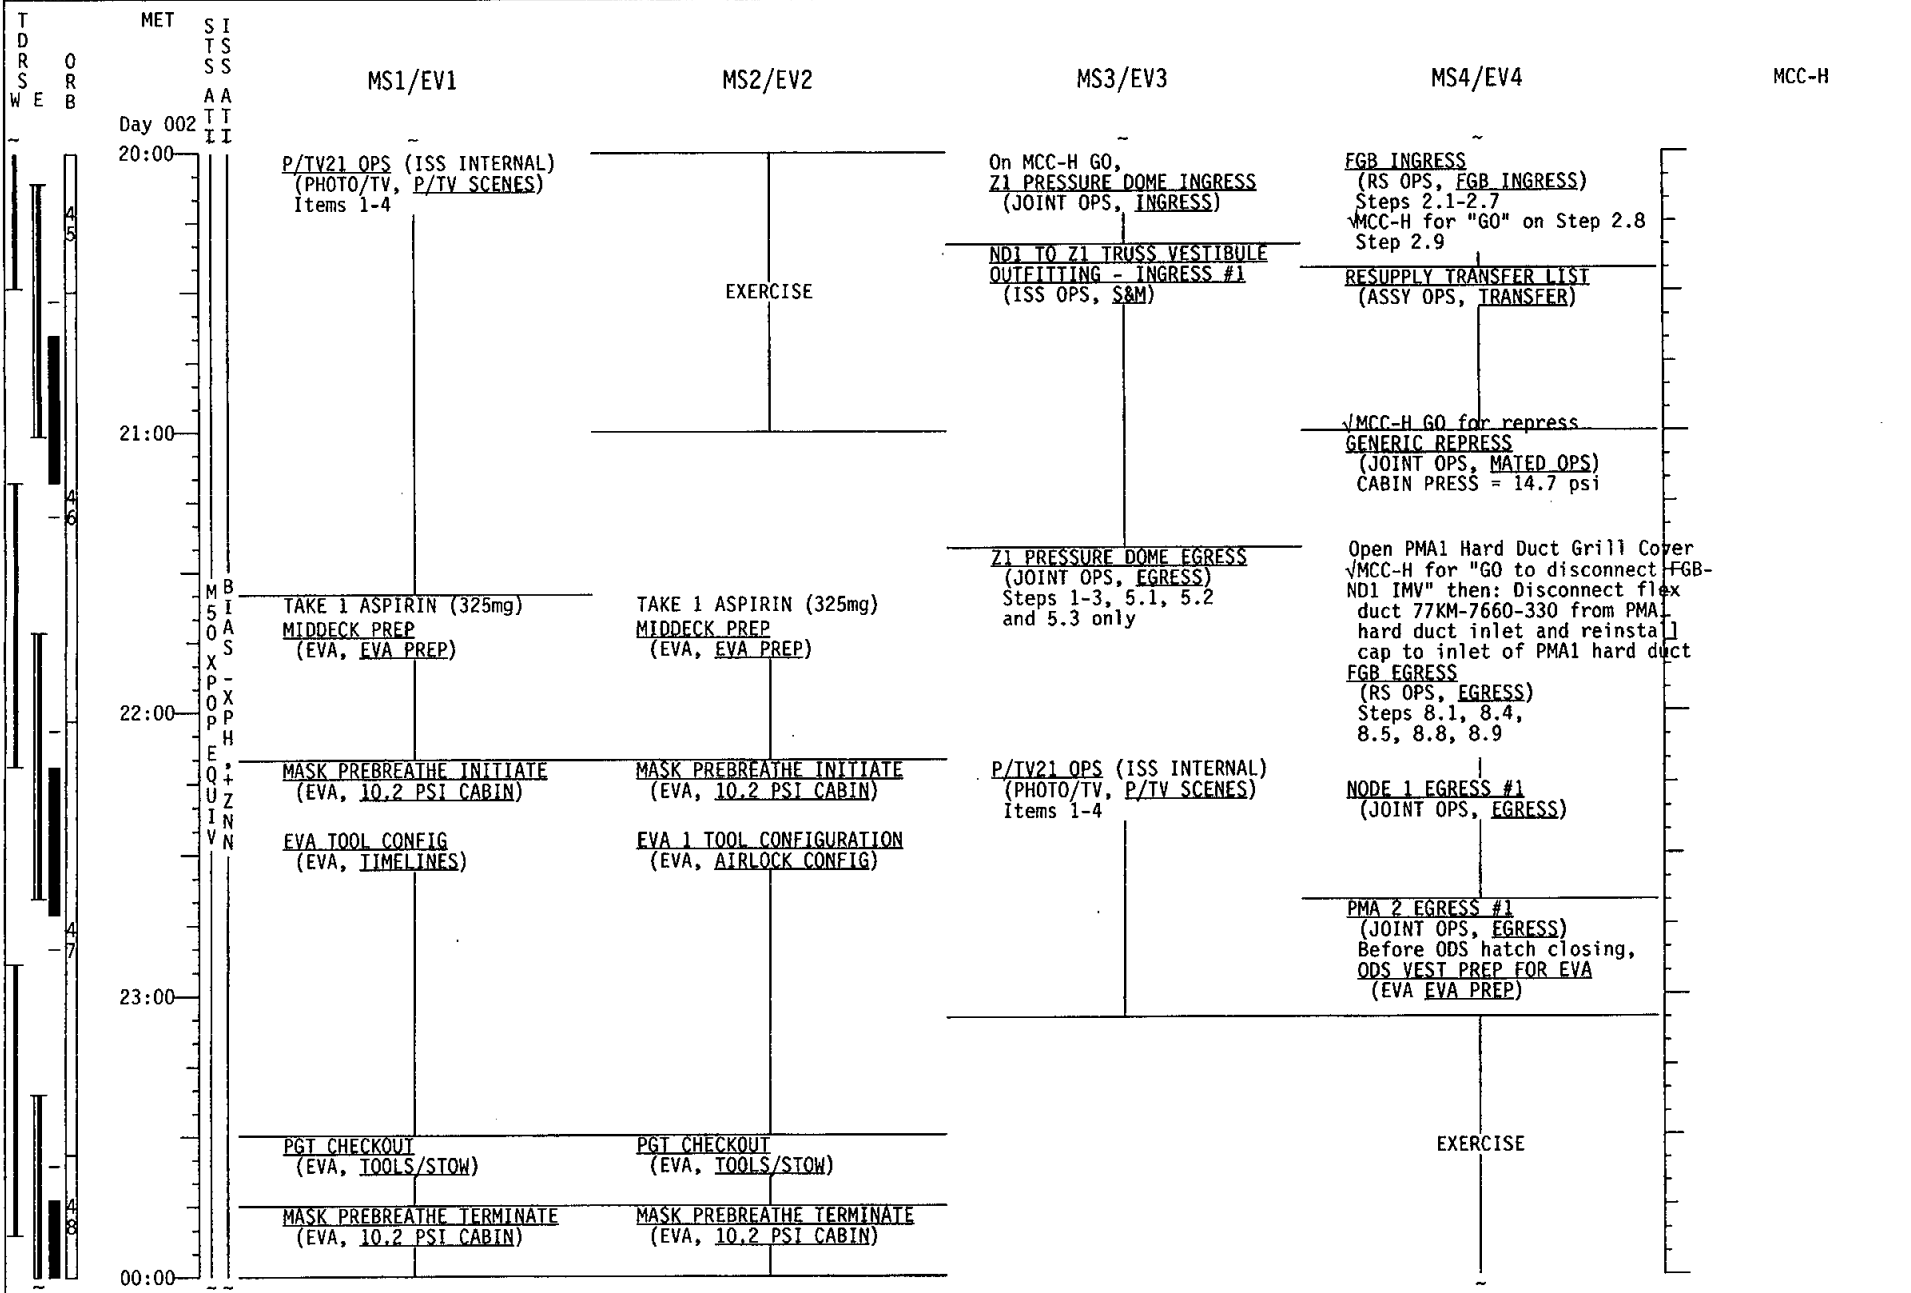 TDRS
W E
ORB
MET
STS ATT
ISS ATT
MS1/EV1
MS2/EV2
MS3/EV3
MS4/EV4
MCC-H
Day 002
20:00
21:00
22:00
23:00
00:00
45
46
47
48
M50 XPOP EQUIV
BIAS -XPH,+ZNN
P/TV21 OPS (ISS INTERNAL)
(PHOTO/TV, P/TV SCENES)
Items 1-4
TAKE 1 ASPIRIN (325mg)
MIDDECK PREP
(EVA, EVA PREP)
MASK PREBREATHE INITIATE
(EVA, 10.2 PSI CABIN)
EVA TOOL CONFIG
(EVA, TIMELINES)
PGT CHECKOUT
(EVA, TOOLS/STOW)
MASK PREBREATHE TERMINATE
(EVA, 10.2 PSI CABIN)
EXERCISE
TAKE 1 ASPIRIN (325mg)
MIDDECK PREP
(EVA, EVA PREP)
MASK PREBREATHE INITIATE
(EVA, 10.2 PSI CABIN)
EVA 1 TOOL CONFIGURATION
(EVA, AIRLOCK CONFIG)
PGT CHECKOUT
(EVA, TOOLS/STOW)
MASK PREBREATHE TERMINATE
(EVA, 10.2 PSI CABIN)
On MCC-H GO,
Z1 PRESSURE DOME INGRESS
(JOINT OPS, INGRESS)
ND1 TO Z1 TRUSS VESTIBULE
OUTFITTING - INGRESS #1
(ISS OPS, S&M)
Z1 PRESSURE DOME EGRESS
(JOINT OPS, EGRESS)
Steps 1-3, 5.1, 5.2
and 5.3 only
P/TV21 OPS (ISS INTERNAL)
(PHOTO/TV, P/TV SCENES)
Items 1-4
FGB INGRESS
(RS OPS, FGB INGRESS)
Steps 2.1-2.7
√MCC-H for "GO" on Step 2.8
Step 2.9
RESUPPLY TRANSFER LIST
(ASSY OPS, TRANSFER)
√MCC-H GO for repress
GENERIC REPRESS
(JOINT OPS, MATED OPS)
CABIN PRESS = 14.7 psi
Open PMA1 Hard Duct Grill Cover
√MCC-H for "GO to disconnect FGB-
ND1 IMV" then: Disconnect flex
duct 77KM-7660-330 from PMA1
hard duct inlet and reinstall
cap to inlet of PMA1 hard duct
FGB EGRESS
(RS OPS, EGRESS)
Steps 8.1, 8.4,
8.5, 8.8, 8.9
NODE 1 EGRESS #1
(JOINT OPS, EGRESS)
PMA 2 EGRESS #1
(JOINT OPS, EGRESS)
Before ODS hatch closing,
ODS VEST PREP FOR EVA
(EVA EVA PREP)
EXERCISE